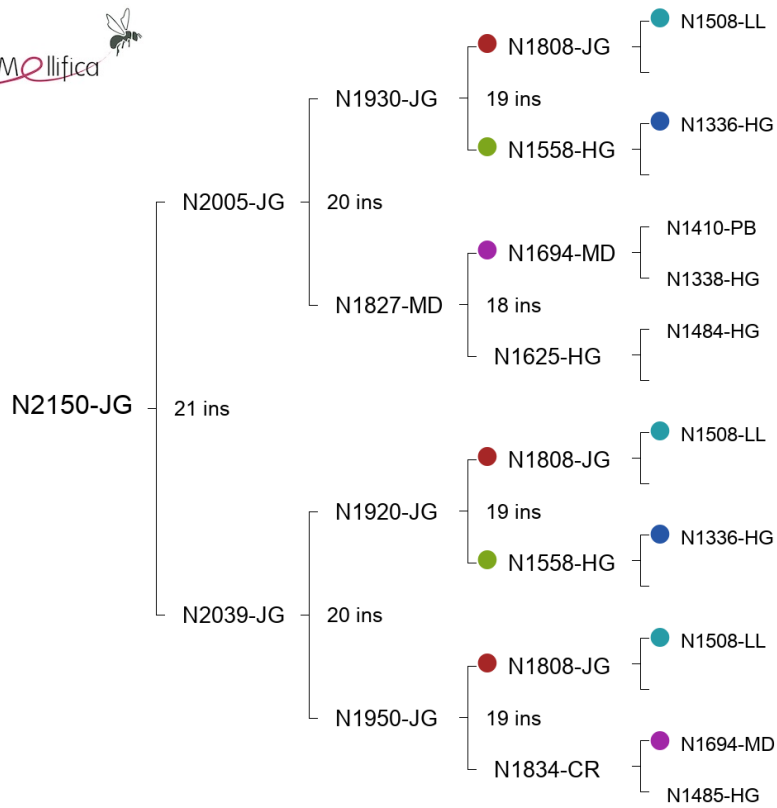 Mellifica
N1508-LL
N1808-JG
N1930-JG
19 ins
N1336-HG
N1558-HG
N2005-JG
20 ins
N1410-PB
N1694-MD
N1338-HG
N1827-MD
18 ins
N1484-HG
N1625-HG
N2150-JG
21 ins
N1508-LL
N1808-JG
N1920-JG
19 ins
N1336-HG
N1558-HG
N2039-JG
20 ins
N1508-LL
N1808-JG
N1950-JG
19 ins
N1694-MD
N1834-CR
N1485-HG